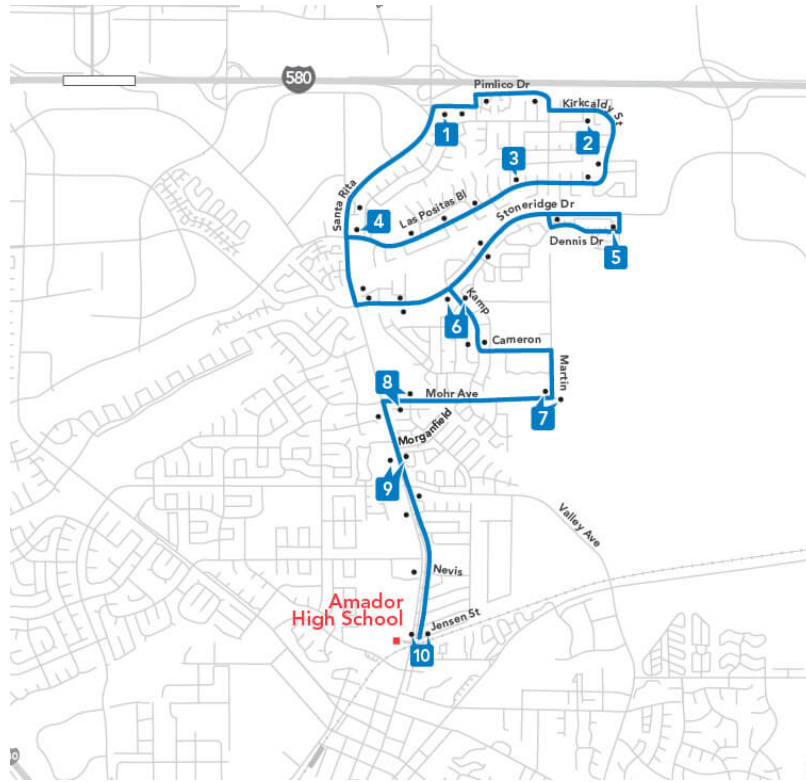 580
Pimlico Dr
Kirkcaldy St
1
2
3
Santa Rita
4
Las Positas Bl
Stoneridge Dr
Dennis Dr
5
Kamp
6
Cameron
Martin
8
Mohr Ave
7
Morganfield
9
Valley Ave
Nevis
Amador
High School
Jensen St
10